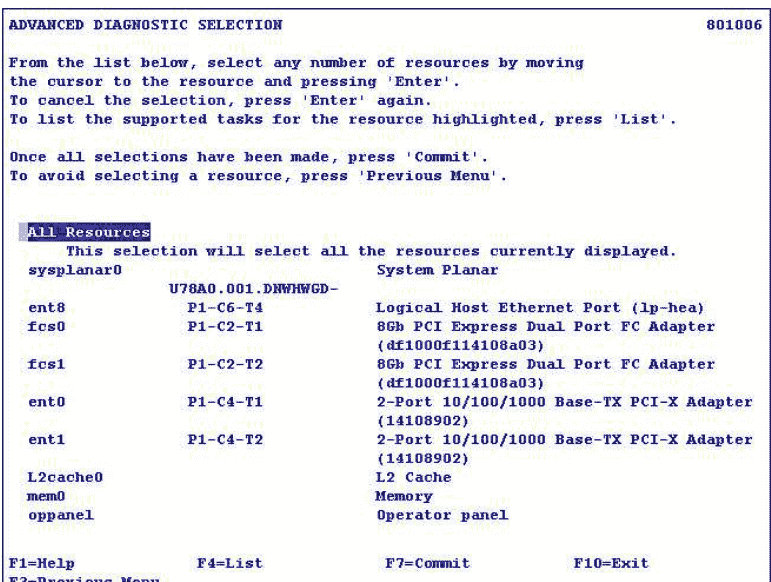 ADVANCED DIAGNOSTIC SELECTION 801006
From the list below, select any number of resources by moving
the cursor to the resource and pressing 'Enter'.
To cancel the selection, press 'Enter' again.
To list the supported tasks for the resource highlighted, press 'List'.
Once all selections have been made, press 'Commit'.
To avoid selecting a resource, press 'Previous Menu'.
All Resources
This selection will select all the resources currently displayed.
sysplanar0 System Planar
U78A0.001.DNWHWGD-
ent8 P1-C6-T4 Logical Host Ethernet Port (lp-hea)
fcs0 P1-C2-T1 8Gb PCI Express Dual Port FC Adapter
(df1000f114108a03)
fcs1 P1-C2-T2 8Gb PCI Express Dual Port FC Adapter
(df1000f114108a03)
ent0 P1-C4-T1 2-Port 10/100/1000 Base-TX PCI-X Adapter
(14108902)
ent1 P1-C4-T2 2-Port 10/100/1000 Base-TX PCI-X Adapter
(14108902)
L2cache0 L2 Cache
mem0 Memory
oppanel Operator panel
F1=Help F4=List F7=Commit F10=Exit
F3=Previous Menu